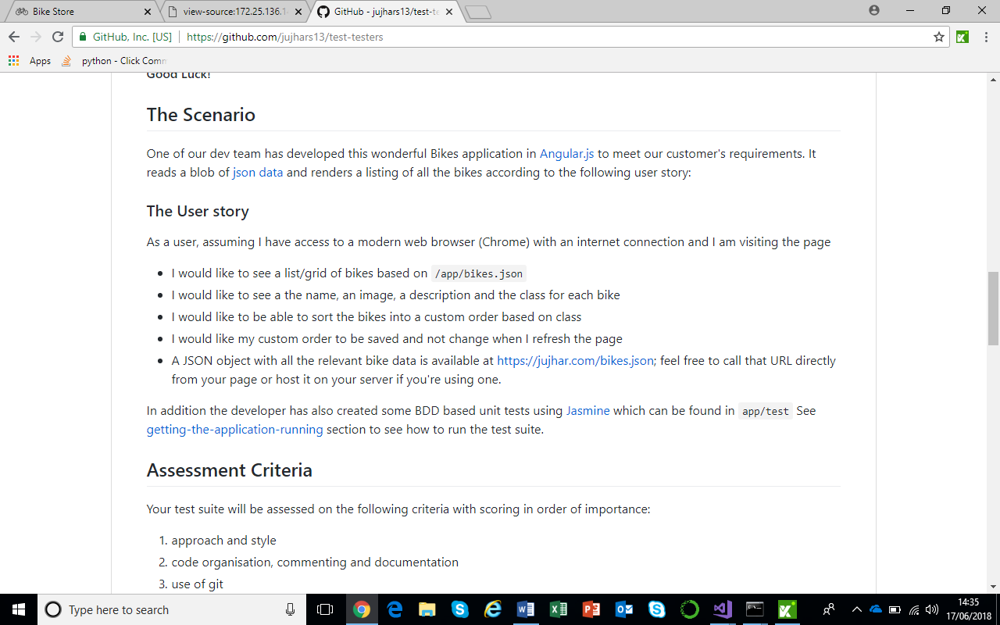 Bike Store
view-source:172.25.136.1
GitHub - jujhars13/test-te
GitHub, Inc. [US]
https://github.com/jujhars13/test-testers
Apps
python - Click Comm
Good Luck!
The Scenario
One of our dev team has developed this wonderful Bikes application in Angular.js to meet our customer's requirements. It
reads a blob of json data and renders a listing of all the bikes according to the following user story:
The User story
As a user, assuming I have access to a modern web browser (Chrome) with an internet connection and I am visiting the page
• I would like to see a list/grid of bikes based on /app/bikes.json
• I would like to see a the name, an image, a description and the class for each bike
• I would like to be able to sort the bikes into a custom order based on class
• I would like my custom order to be saved and not change when I refresh the page
• A JSON object with all the relevant bike data is available at https://jujhar.com/bikes.json; feel free to call that URL directly
from your page or host it on your server if you're using one.
In addition the developer has also created some BDD based unit tests using Jasmine which can be found in app/test See
getting-the-application-running section to see how to run the test suite.
Assessment Criteria
Your test suite will be assessed on the following criteria with scoring in order of importance:
1. approach and style
2. code organisation, commenting and documentation
3. use of git
Type here to search
14:35
17/06/2018